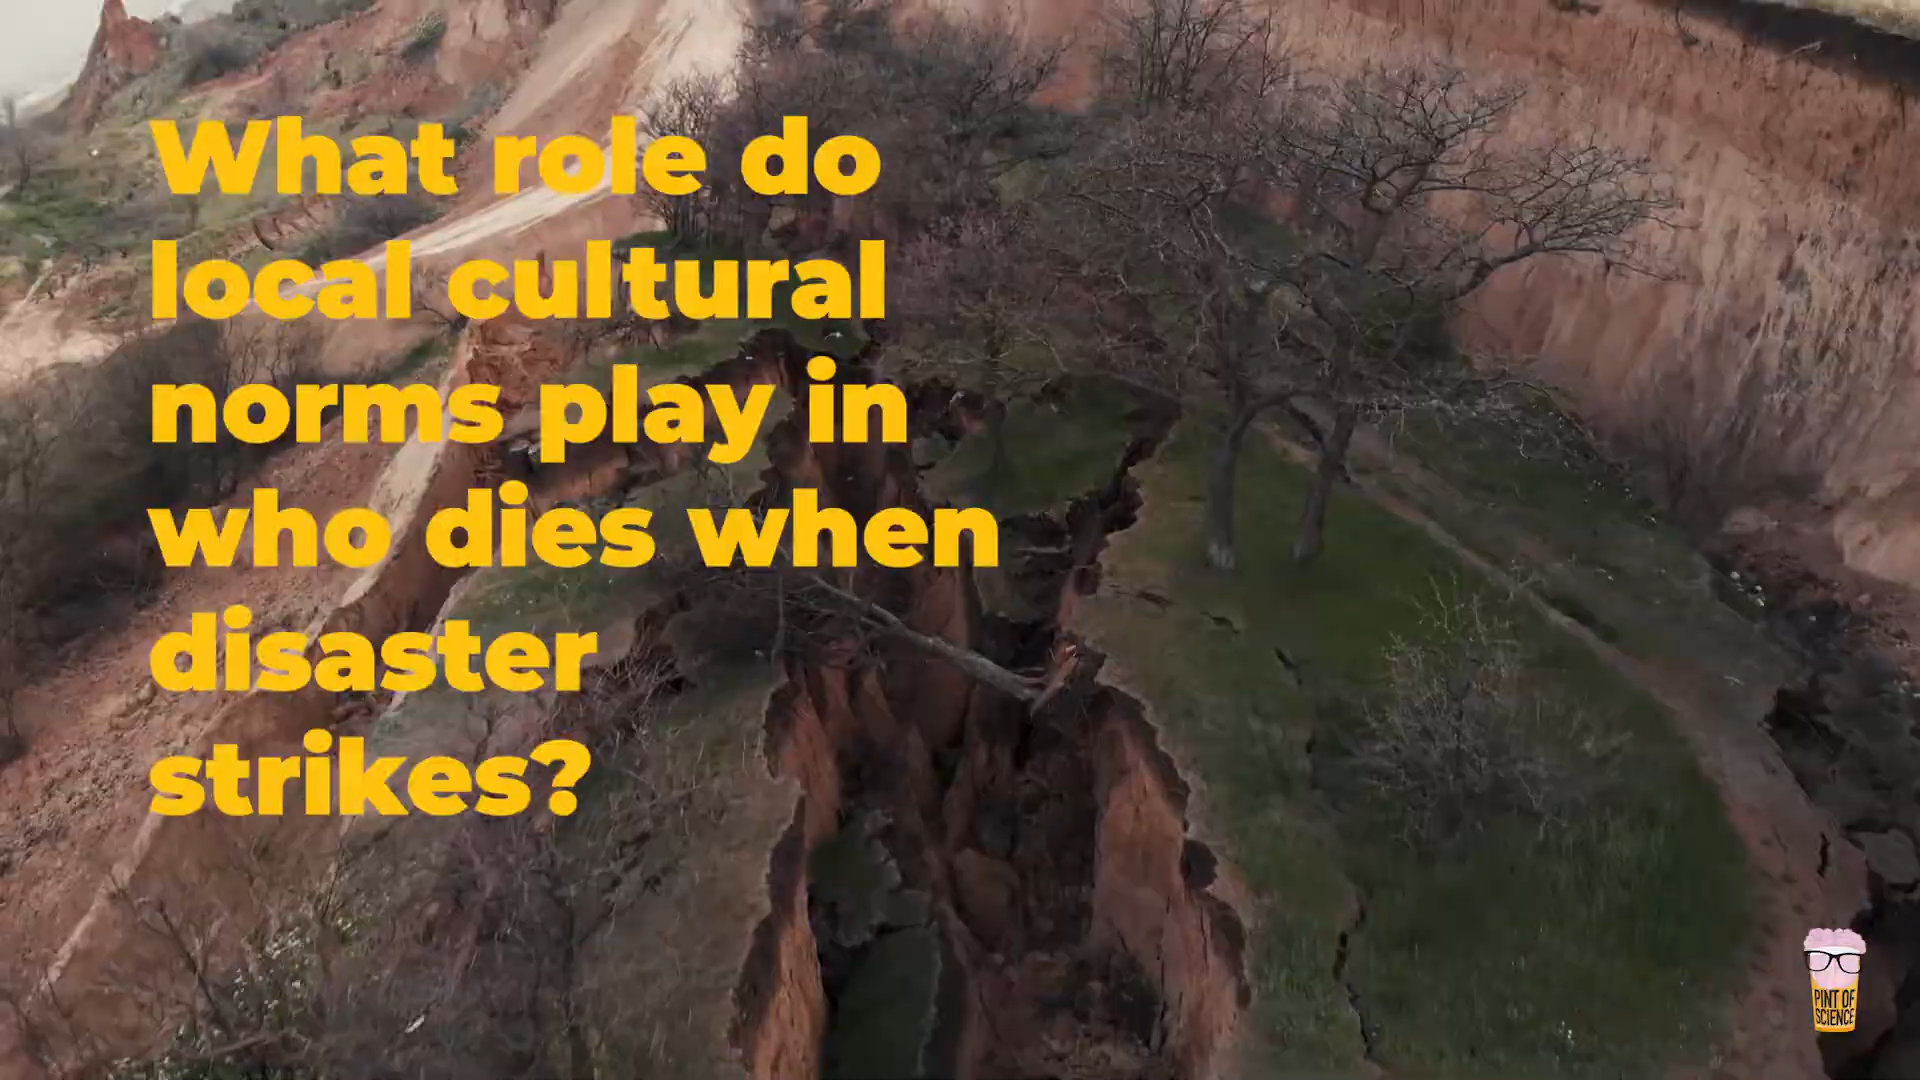 What role do
local cultural
norms play in
who dies when
disaster
strikes?
PINT OF
SCIENCE